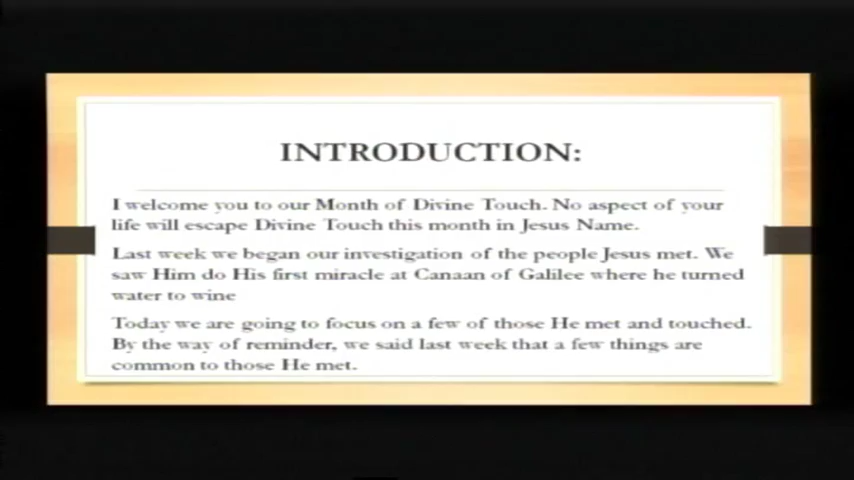 INTRODUCTION:
I welcome you to our Month of Divine Touch. No aspect of your
life will escape Divine Touch this month in Jesus Name.
Last week we began our investigation of the people Jesus met. We
saw Him do His first miracle at Canaan of Galilee where he turned
water to wine
Today we are going to focus on a few of those He met and touched.
By the way of reminder, we said last week that a few things are
common to those He met.